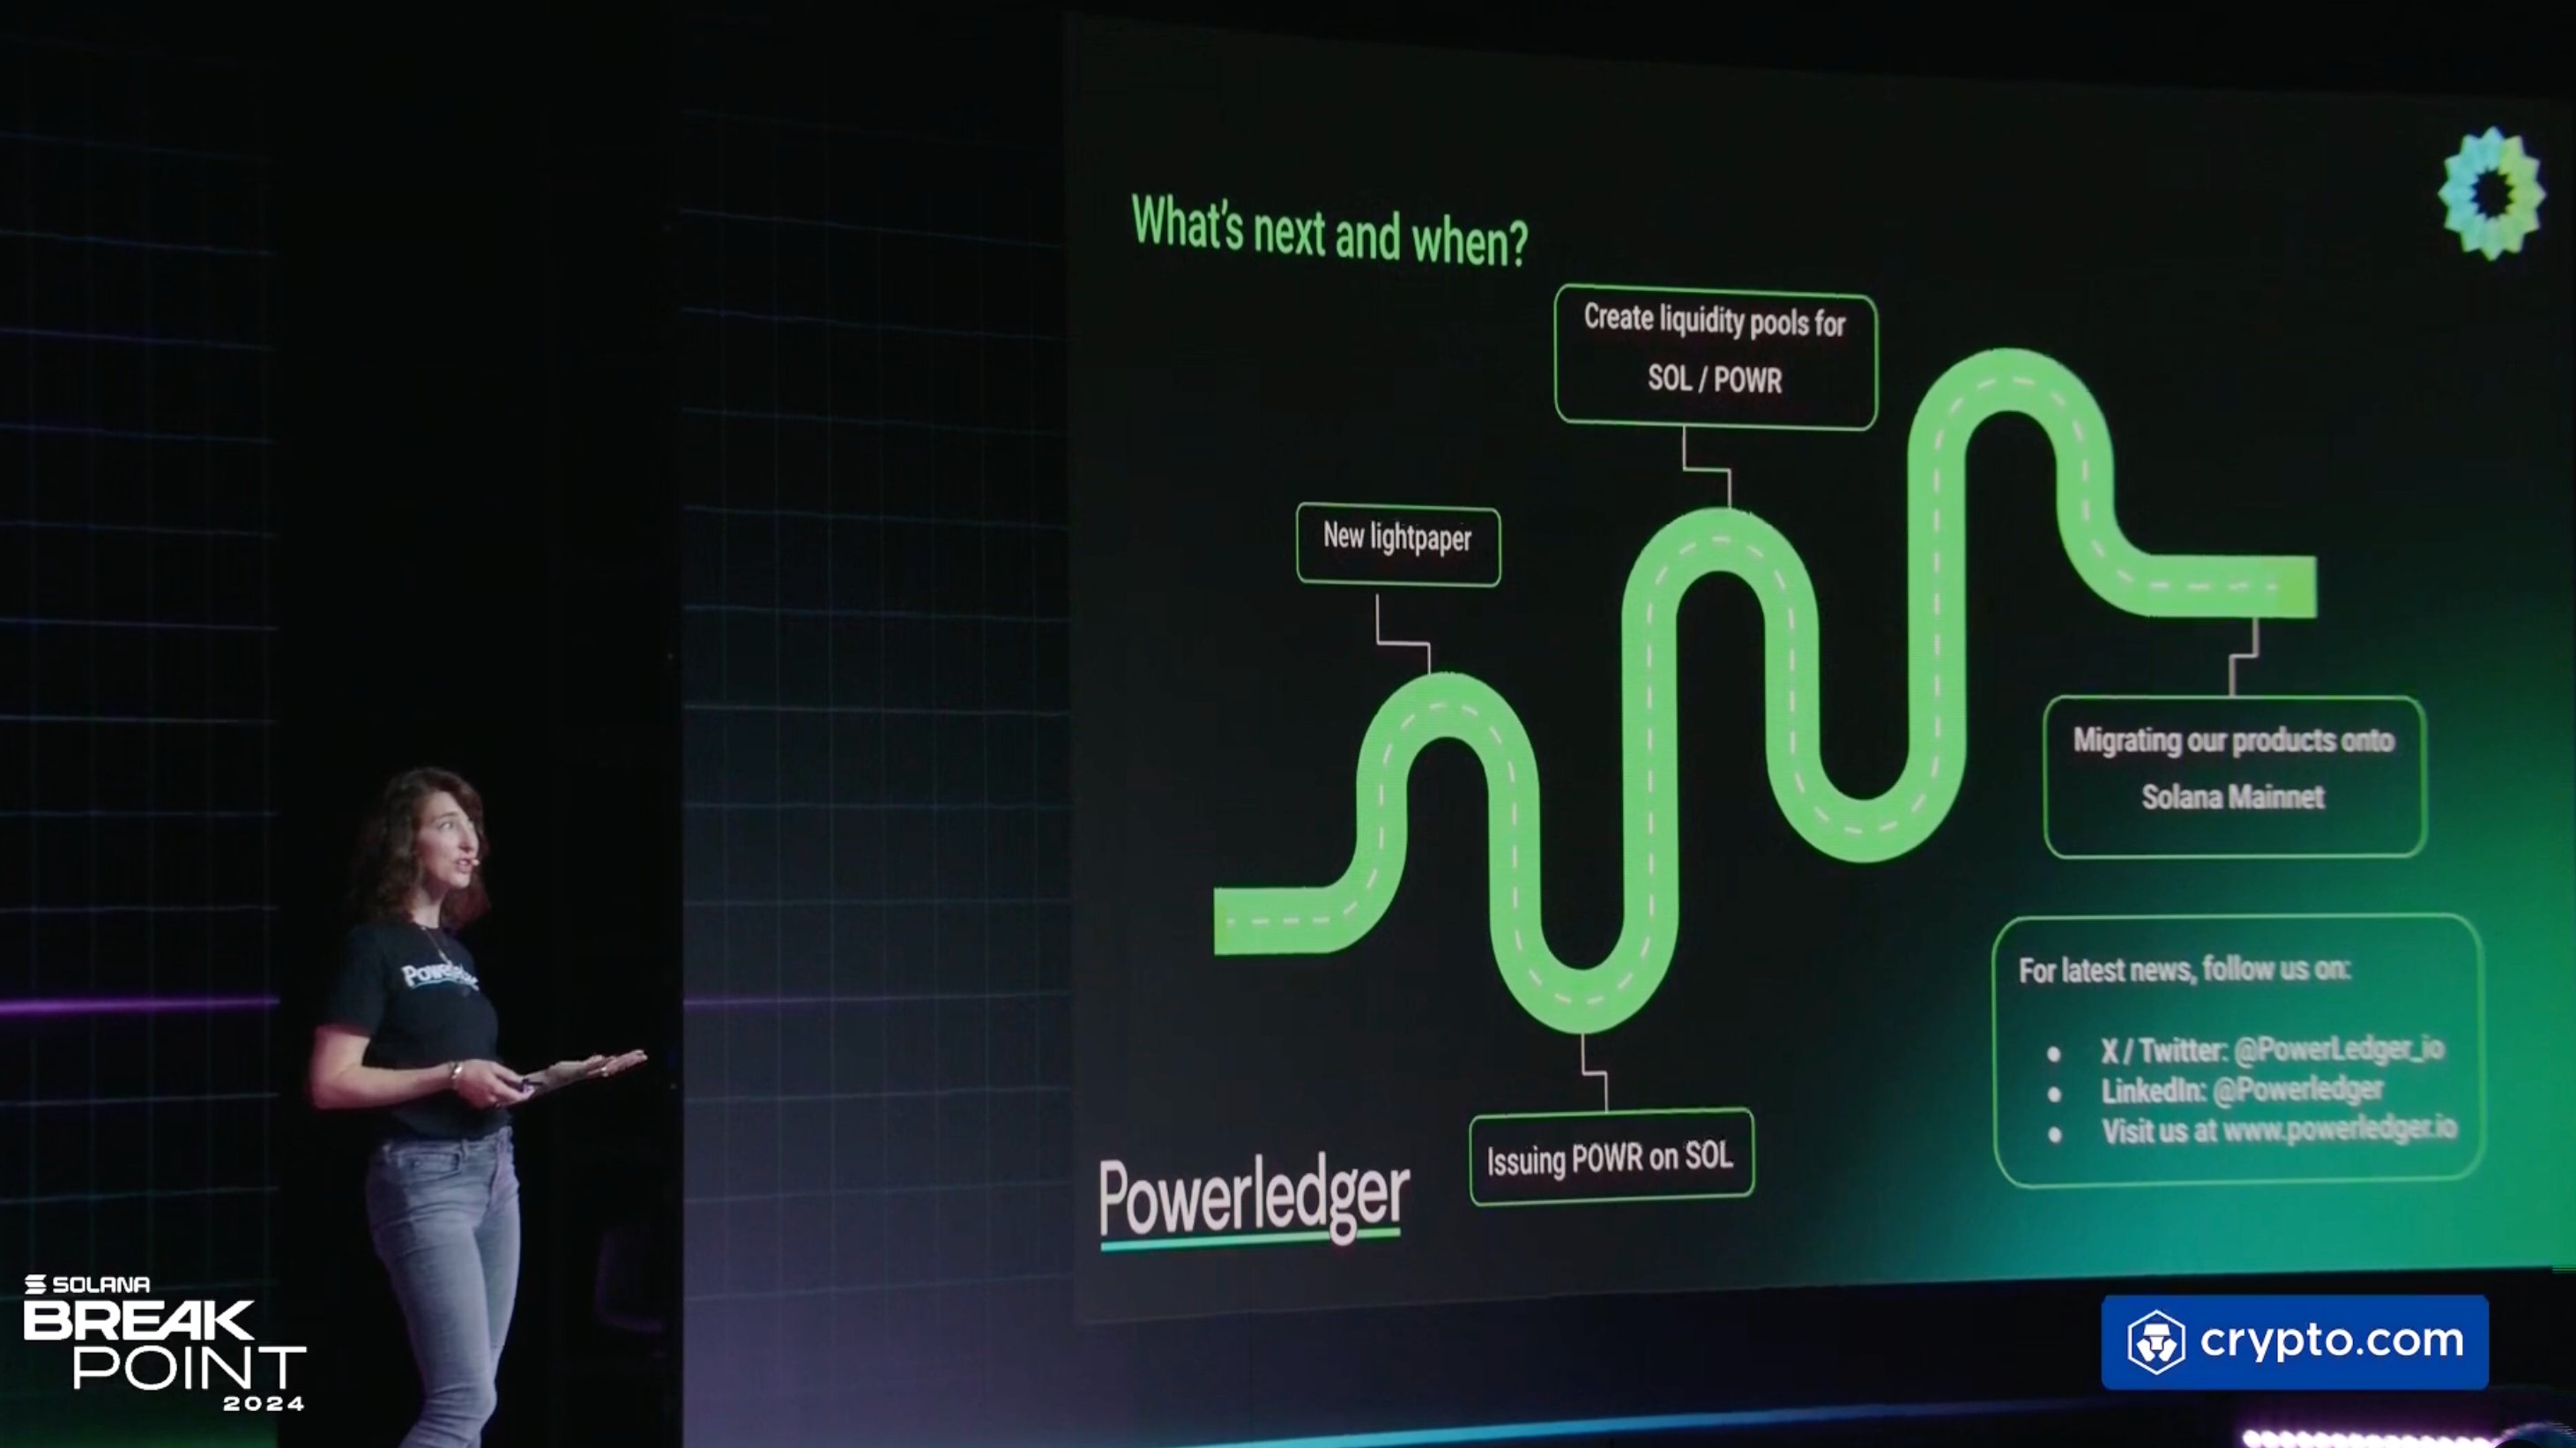 What's next and when?
Create liquidity pools for
SOL / POWR
New lightpaper
Migrating our products onto
Solana Mainnet
For latest news, follow us on:
● X / Twitter: @PowerLedger_io
● LinkedIn: @Powerledger
● Visit us at www.powerledger.io
Issuing POWR on SOL
Powerledger
SOLANA
BREAK
POINT
2024
crypto.com